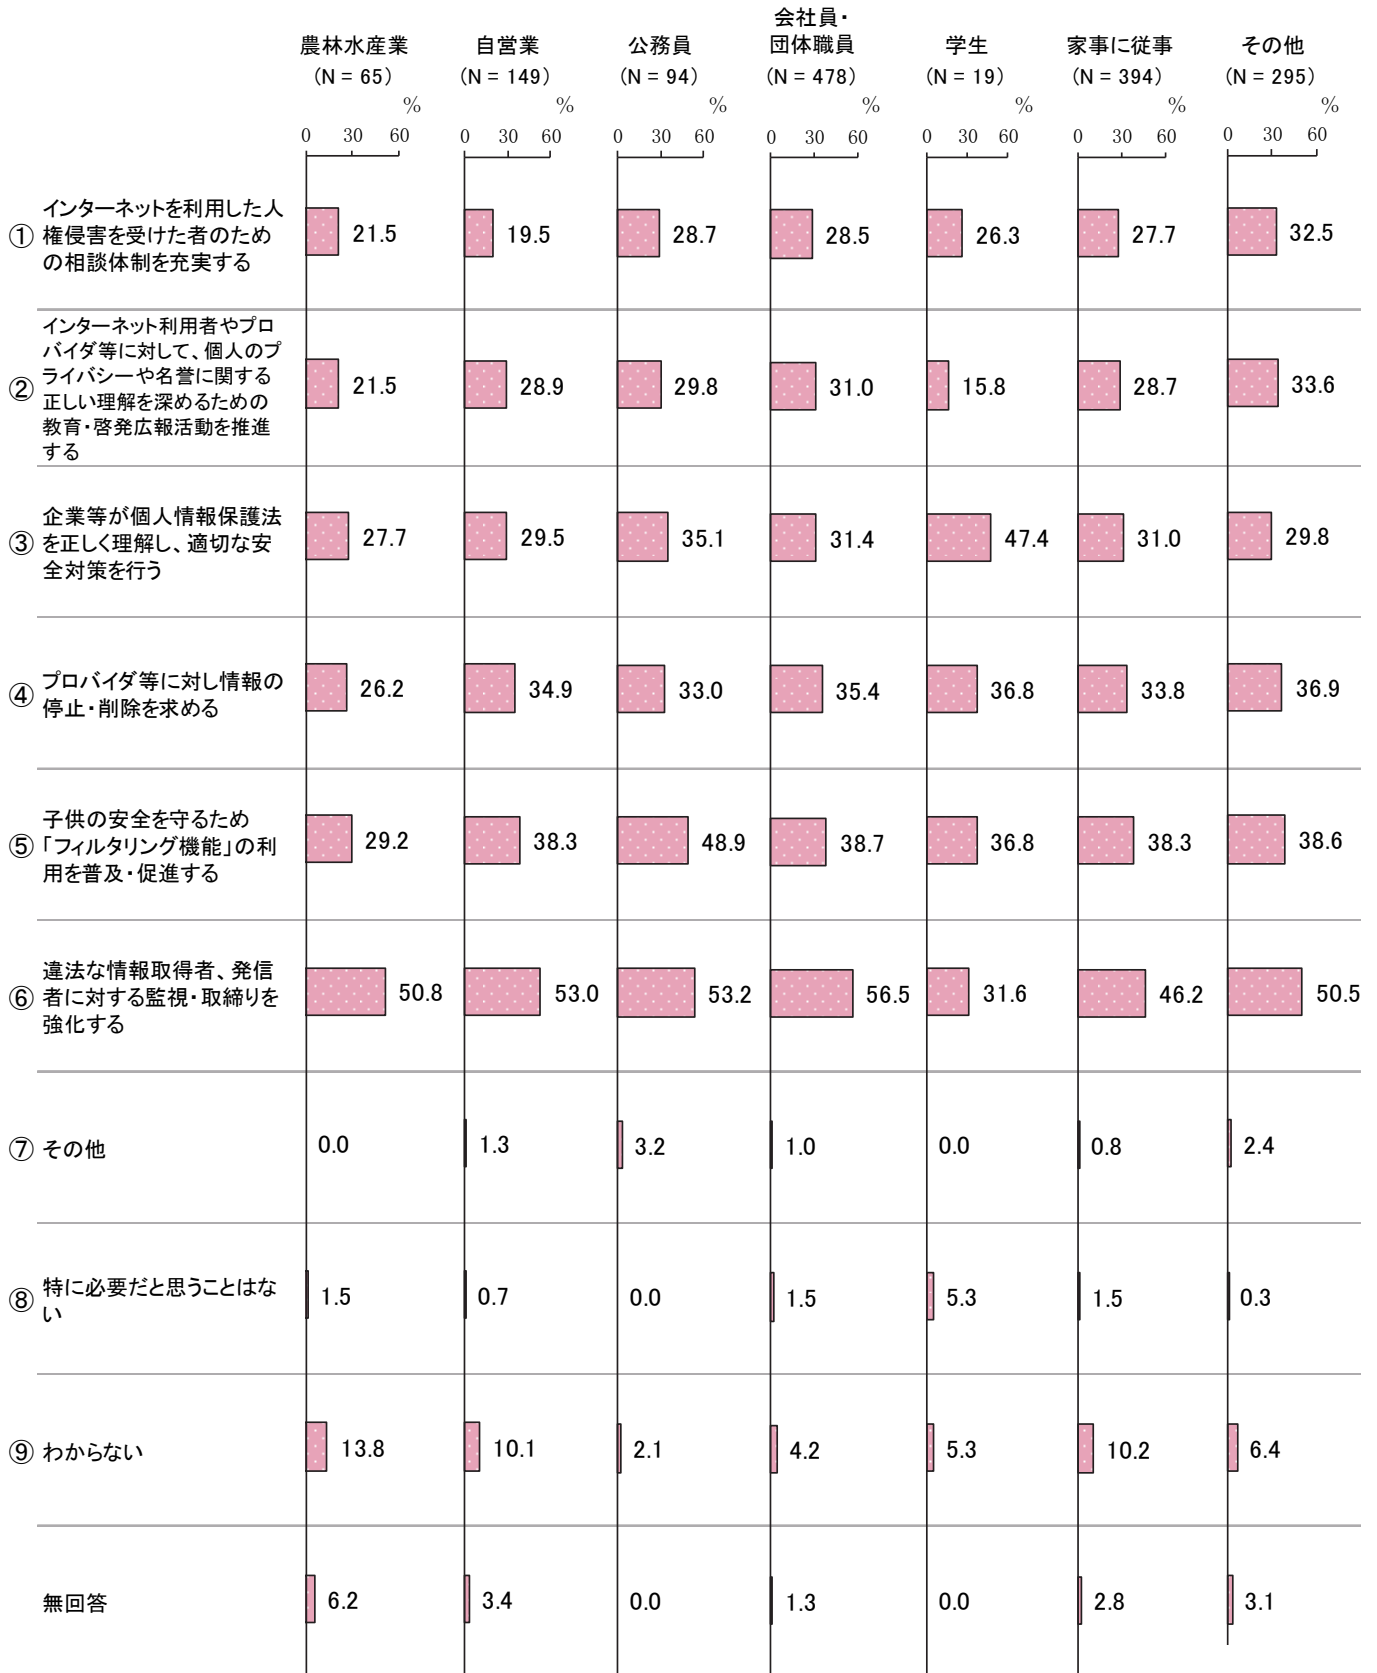 農林水産業 自営業 公務員 会社員・団体職員 学生 家事に従事 その他
(N = 65) (N = 149) (N = 94) (N = 478) (N = 19) (N = 394) (N = 295)
% % % % % % %
0 30 60 0 30 60 0 30 60 0 30 60 0 30 60 0 30 60 0 30 60
① インターネットを利用した人
権侵害を受けた者のため
の相談体制を充実する
21.5 19.5 28.7 28.5 26.3 27.7 32.5
② インターネット利用者やプロ
バイダ等に対して、個人のプ
ライバシーや名誉に関する
正しい理解を深めるための
教育・啓発広報活動を推進
する
21.5 28.9 29.8 31.0 15.8 28.7 33.6
③ 企業等が個人情報保護法
を正しく理解し、適切な安
全対策を行う
27.7 29.5 35.1 31.4 47.4 31.0 29.8
④ プロバイダ等に対し情報の
停止・削除を求める
26.2 34.9 33.0 35.4 36.8 33.8 36.9
⑤ 子供の安全を守るため
「フィルタリング機能」の利
用を普及・促進する
29.2 38.3 48.9 38.7 36.8 38.3 38.6
⑥ 違法な情報取得者、発信
者に対する監視・取締りを
強化する
50.8 53.0 53.2 56.5 31.6 46.2 50.5
⑦ その他
0.0 1.3 3.2 1.0 0.0 0.8 2.4
⑧ 特に必要だと思うことはな
い
1.5 0.7 0.0 1.5 5.3 1.5 0.3
⑨ わからない
13.8 10.1 2.1 4.2 5.3 10.2 6.4
無回答
6.2 3.4 0.0 1.3 0.0 2.8 3.1